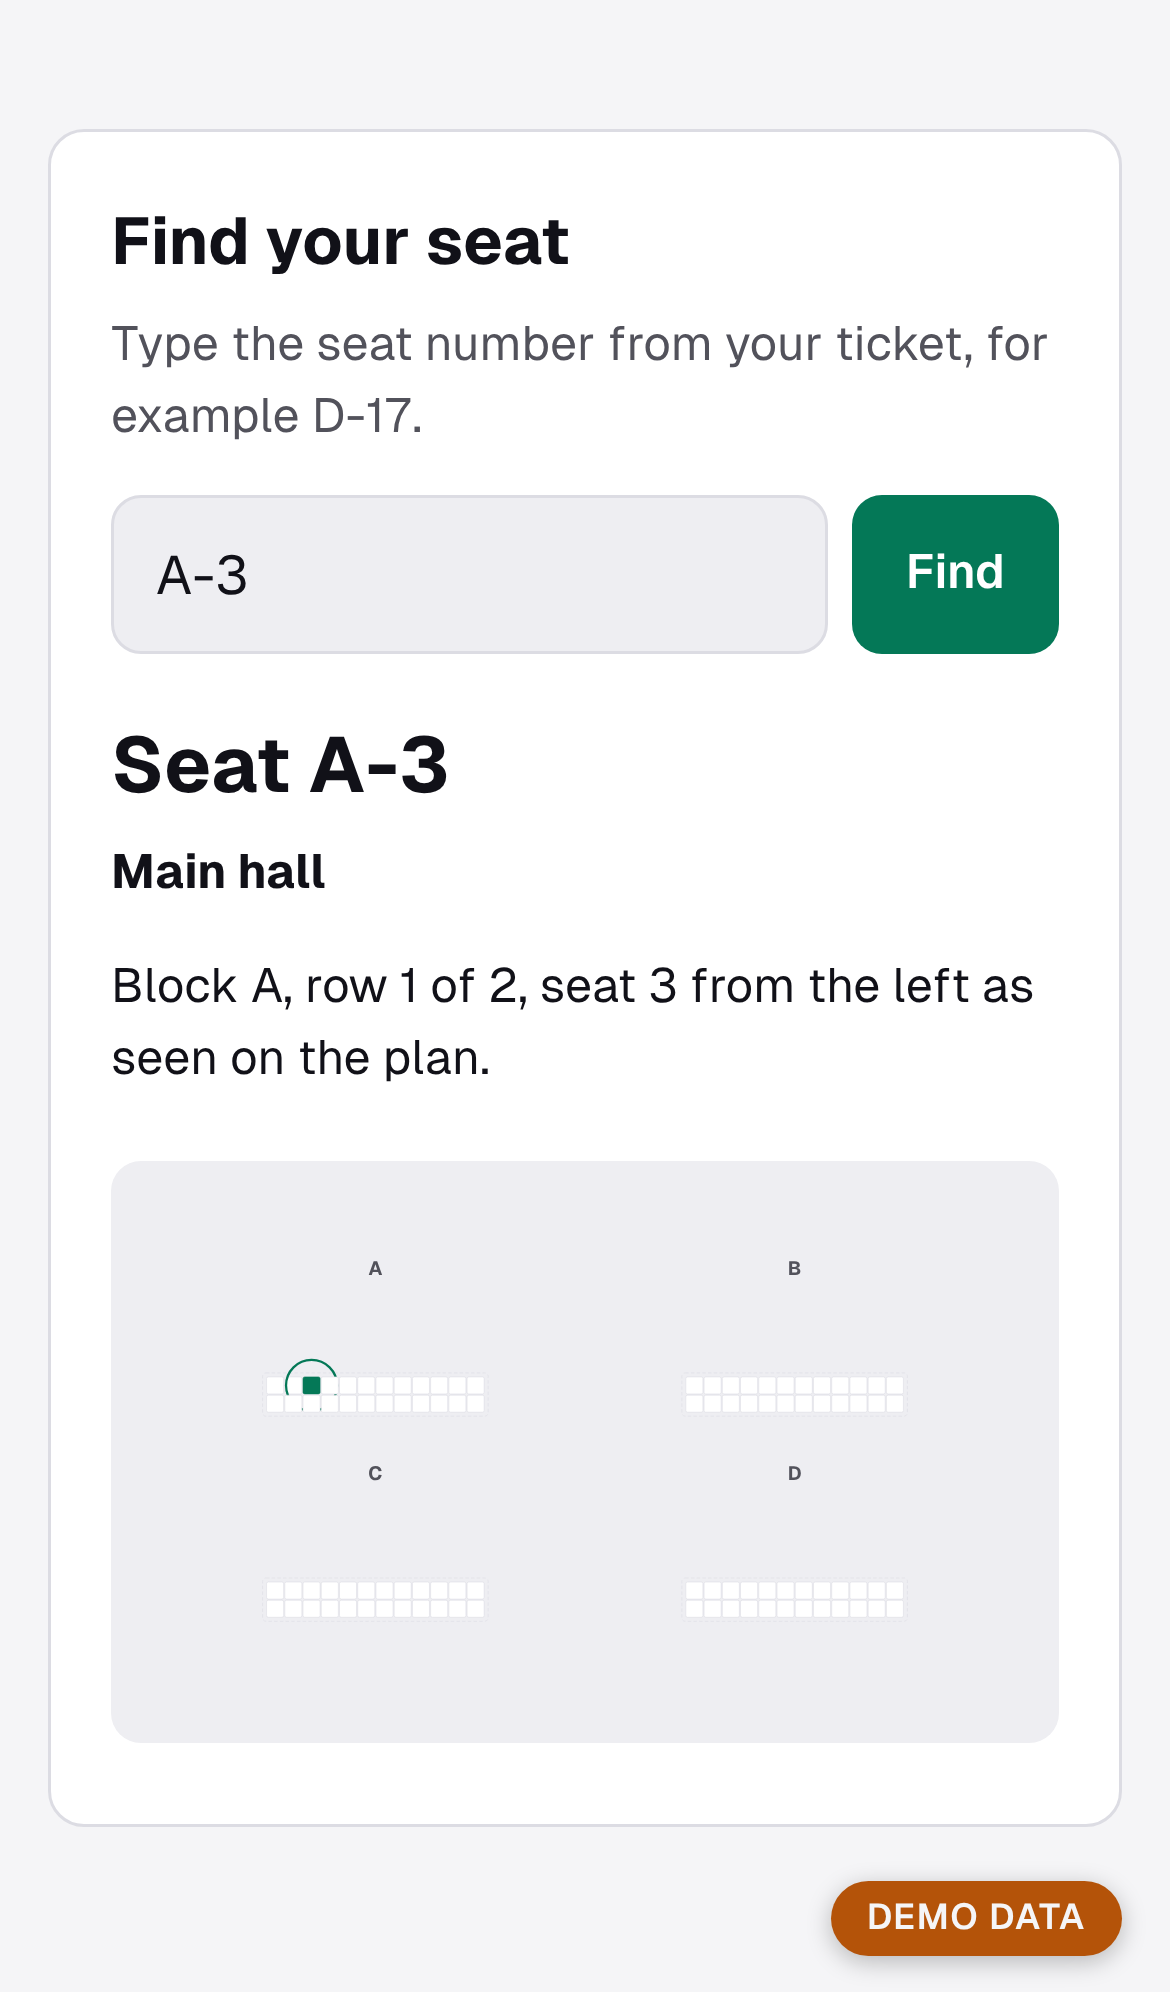 Find your seat
Type the seat number from your ticket, for
example D-17.
A-3
Find
Seat A-3
Main hall
Block A, row 1 of 2, seat 3 from the left as
seen on the plan.
A
B
C
D
DEMO DATA